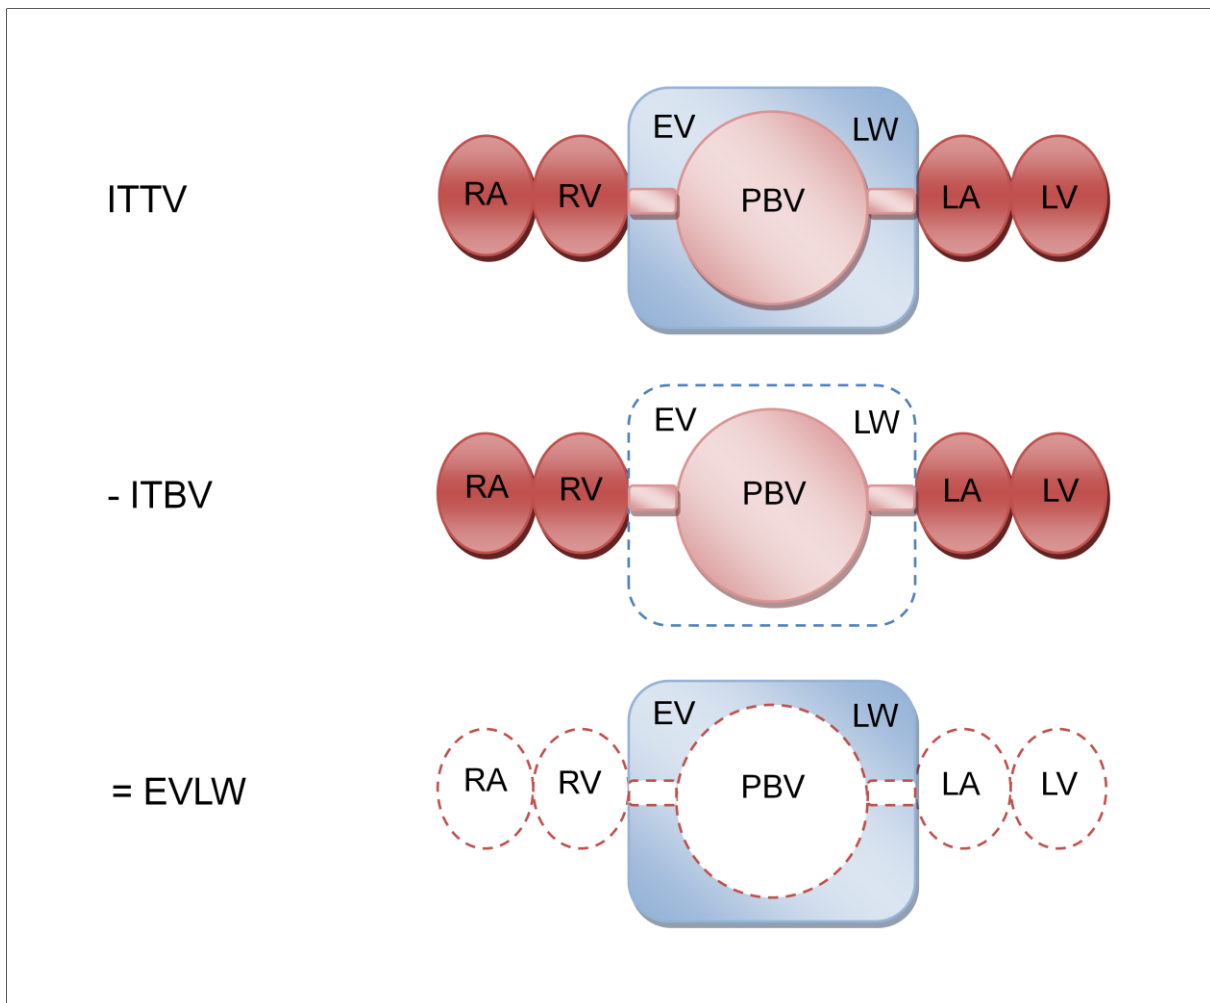 ITTV RA RV EV PBV LW LA LV
- ITBV RA RV EV PBV LW LA LV
= EVLW RA RV EV PBV LW LA LV